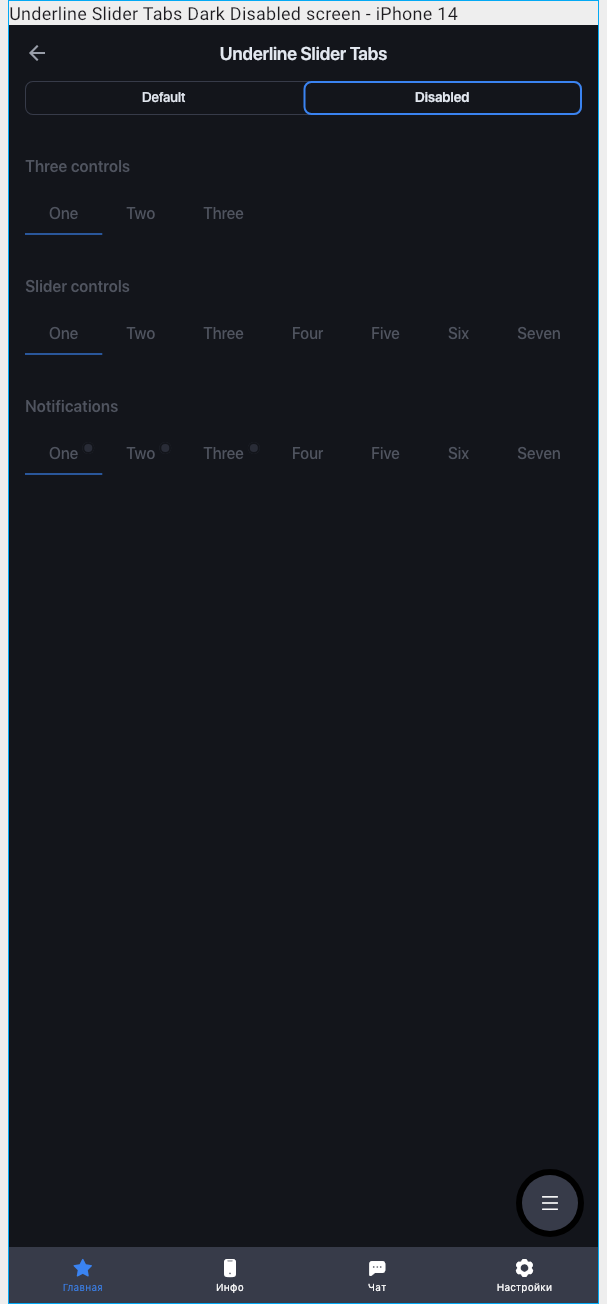 Underline Slider Tabs Dark Disabled screen - iPhone 14
Underline Slider Tabs
Default Disabled
Three controls
One Two Three
Slider controls
One Two Three Four Five Six Seven
Notifications
One Two Three Four Five Six Seven
Главная Инфо Чат Настройки